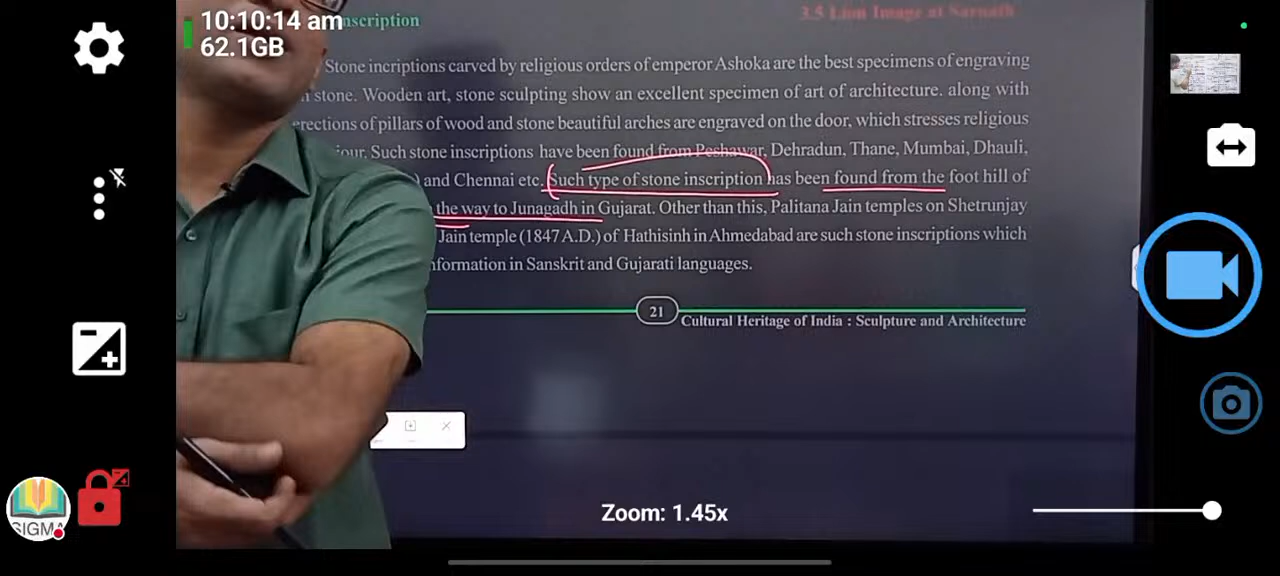 10:10:14 am
62.1GB
nscription
3.5 Lion Image at Sarnath
Stone incriptions carved by religious orders of emperor Ashoka are the best specimens of engraving
stone. Wooden art, stone sculpting show an excellent specimen of art of architecture. along with
erections of pillars of wood and stone beautiful arches are engraved on the door, which stresses religious
iour. Such stone inscriptions have been found from Peshawar, Dehradun, Thane, Mumbai, Dhauli,
) and Chennai etc. Such type of stone inscription has been found from the foot hill of
the way to Junagadh in Gujarat. Other than this, Palitana Jain temples on Shetrunjay
Jain temple (1847 A.D.) of Hathisinh in Ahmedabad are such stone inscriptions which
nformation in Sanskrit and Gujarati languages.
21
Cultural Heritage of India : Sculpture and Architecture
SIGMA
Zoom: 1.45x